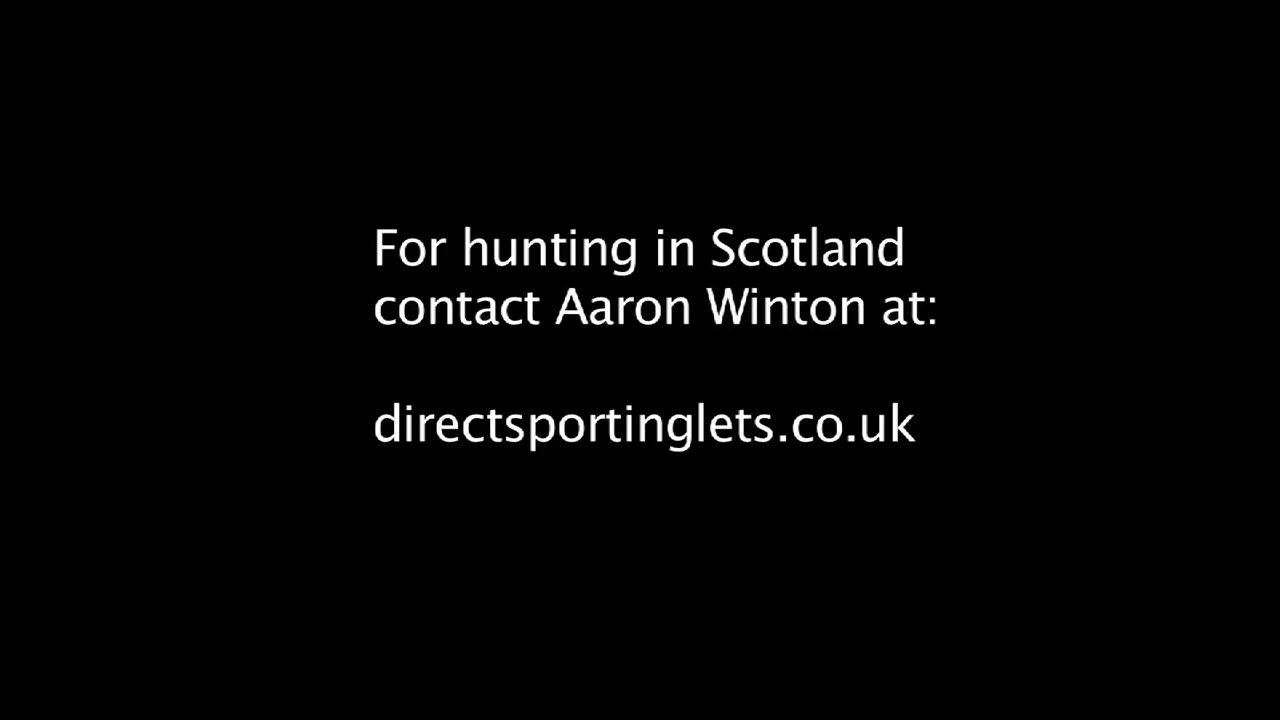 For hunting in Scotland
contact Aaron Winton at:
directsportinglets.co.uk